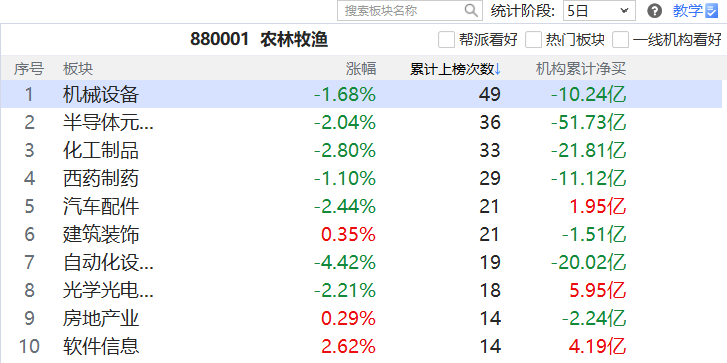 搜索板块名称 统计阶段: 5日 ? 教学
880001 农林牧渔 帮派看好 热门板块 一线机构看好
序号 板块 涨幅 累计上榜次数↓ 机构累计净买
1 机械设备 -1.68% 49 -10.24亿
2 半导体元... -2.04% 36 -51.73亿
3 化工制品 -2.80% 33 -21.81亿
4 西药制药 -1.10% 29 -11.12亿
5 汽车配件 -2.44% 21 1.95亿
6 建筑装饰 0.35% 21 -1.51亿
7 自动化设... -4.42% 19 -20.02亿
8 光学光电... -2.21% 18 5.95亿
9 房地产业 0.29% 14 -2.24亿
10 软件信息 2.62% 14 4.19亿